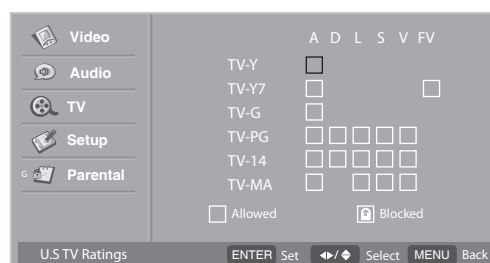 Video
Audio
TV
Setup
G Parental
A D L S V FV
TV-Y
TV-Y7
TV-G
TV-PG
TV-14
TV-MA
Allowed Blocked
U.S TV Ratings ENTER Set ◄►/◆ Select MENU Back